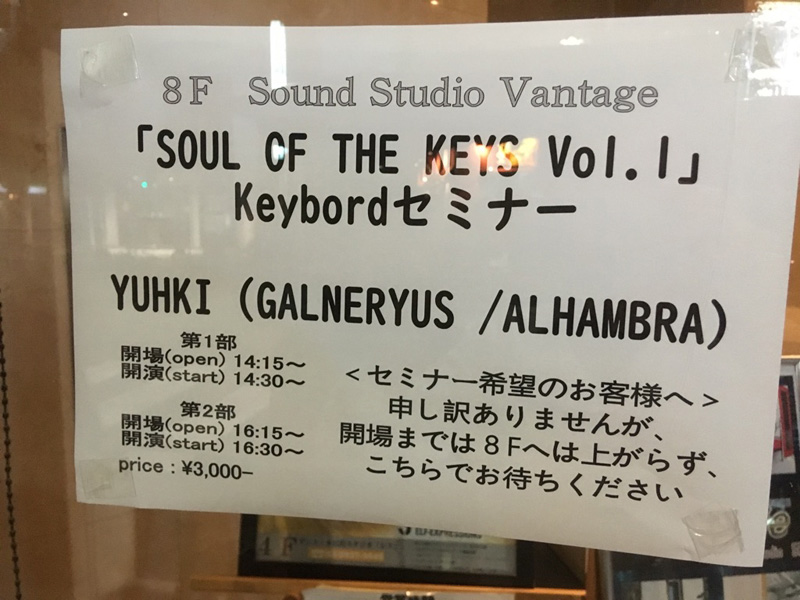 8F Sound Studio Vantage
「SOUL OF THE KEYS Vol.1」
Keybordセミナー
YUHKI (GALNERYUS /ALHAMBRA)
第1部
開場(open) 14:15～
開演(start) 14:30～
第2部
開場(open) 16:15～
開演(start) 16:30～
price : ¥3,000-
＜セミナー希望のお客様へ＞
申し訳ありませんが、
開場までは8Fへは上がらず、
こちらでお待ちください
4F